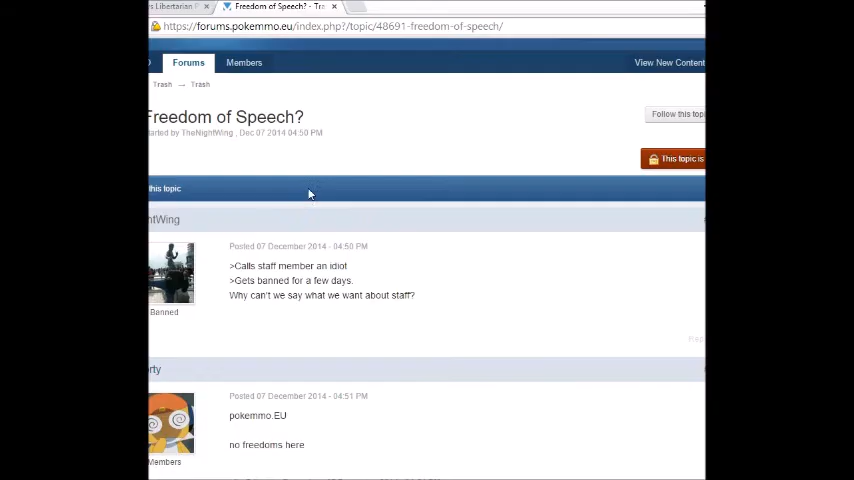 Freedom of Speech? - Tra
https://forums.pokemmo.eu/index.php?/topic/48691-freedom-of-speech/
Forums Members View New Content
Trash → Trash
Freedom of Speech?
Follow this topi
tarted by TheNightWing , Dec 07 2014 04:50 PM
This topic is
this topic
htWing
Posted 07 December 2014 - 04:50 PM
>Calls staff member an idiot
>Gets banned for a few days.
Why can't we say what we want about staff?
Banned
rty
Posted 07 December 2014 - 04:51 PM
pokemmo.EU
no freedoms here
Members